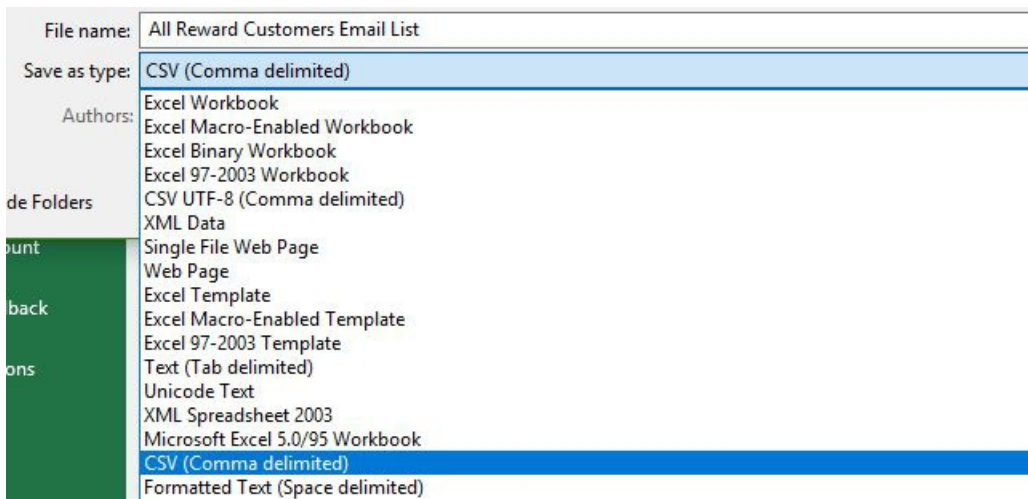 File name: All Reward Customers Email List
Save as type: CSV (Comma delimited)
Authors:
Excel Workbook
Excel Macro-Enabled Workbook
Excel Binary Workbook
Excel 97-2003 Workbook
CSV UTF-8 (Comma delimited)
XML Data
Single File Web Page
Web Page
Excel Template
Excel Macro-Enabled Template
Excel 97-2003 Template
Text (Tab delimited)
Unicode Text
XML Spreadsheet 2003
Microsoft Excel 5.0/95 Workbook
CSV (Comma delimited)
Formatted Text (Space delimited)
de Folders
ount
lback
ons